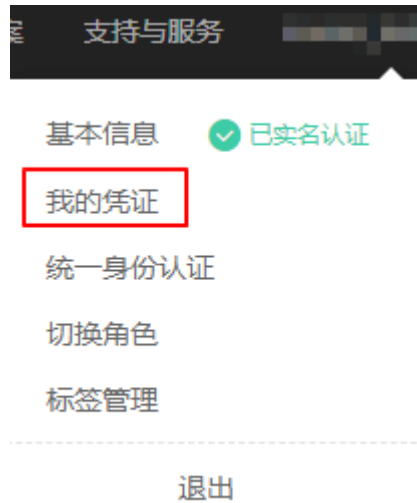 支持与服务
基本信息 已实名认证
我的凭证
统一身份认证
切换角色
标签管理
退出